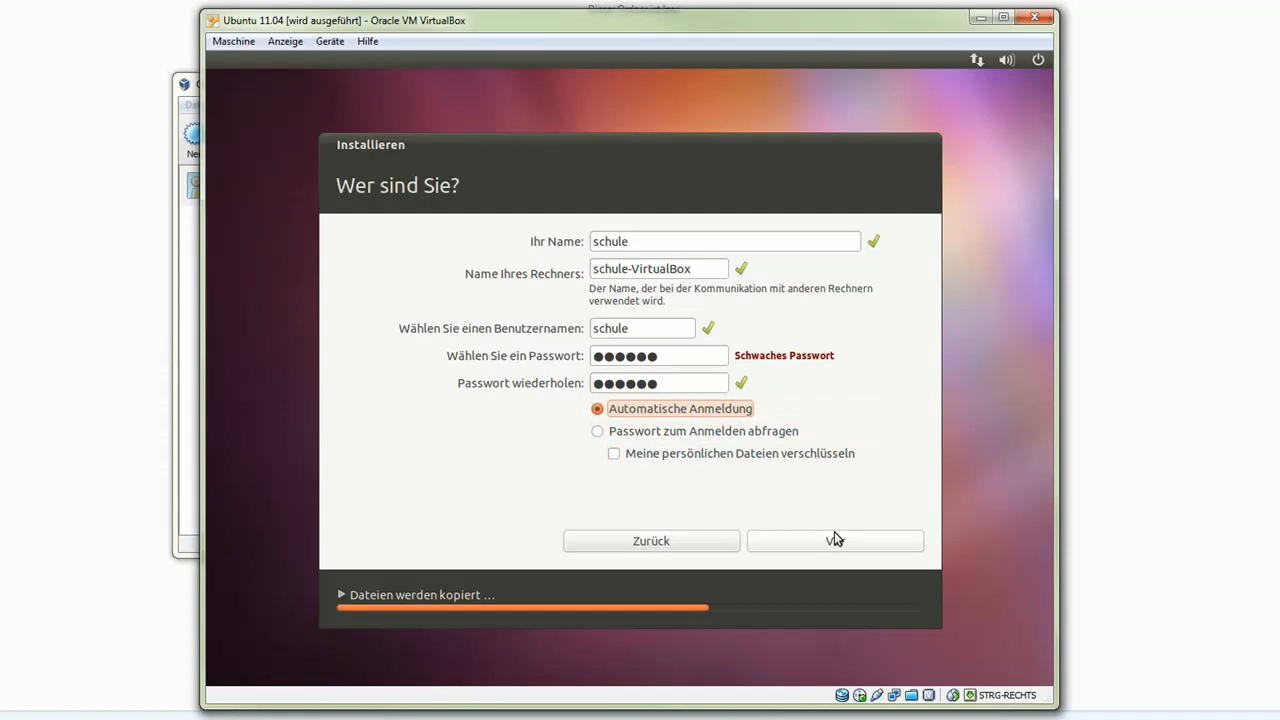 Ubuntu 11.04 [wird ausgeführt] - Oracle VM VirtualBox
Maschine Anzeige Geräte Hilfe
Installieren
Wer sind Sie?
Ihr Name: schule
Name Ihres Rechners: schule-VirtualBox
Der Name, der bei der Kommunikation mit anderen Rechnern
verwendet wird.
Wählen Sie einen Benutzernamen: schule
Wählen Sie ein Passwort: ●●●●●● Schwaches Passwort
Passwort wiederholen: ●●●●●●
Automatische Anmeldung
Passwort zum Anmelden abfragen
Meine persönlichen Dateien verschlüsseln
Zurück
Dateien werden kopiert …
STRG-RECHTS